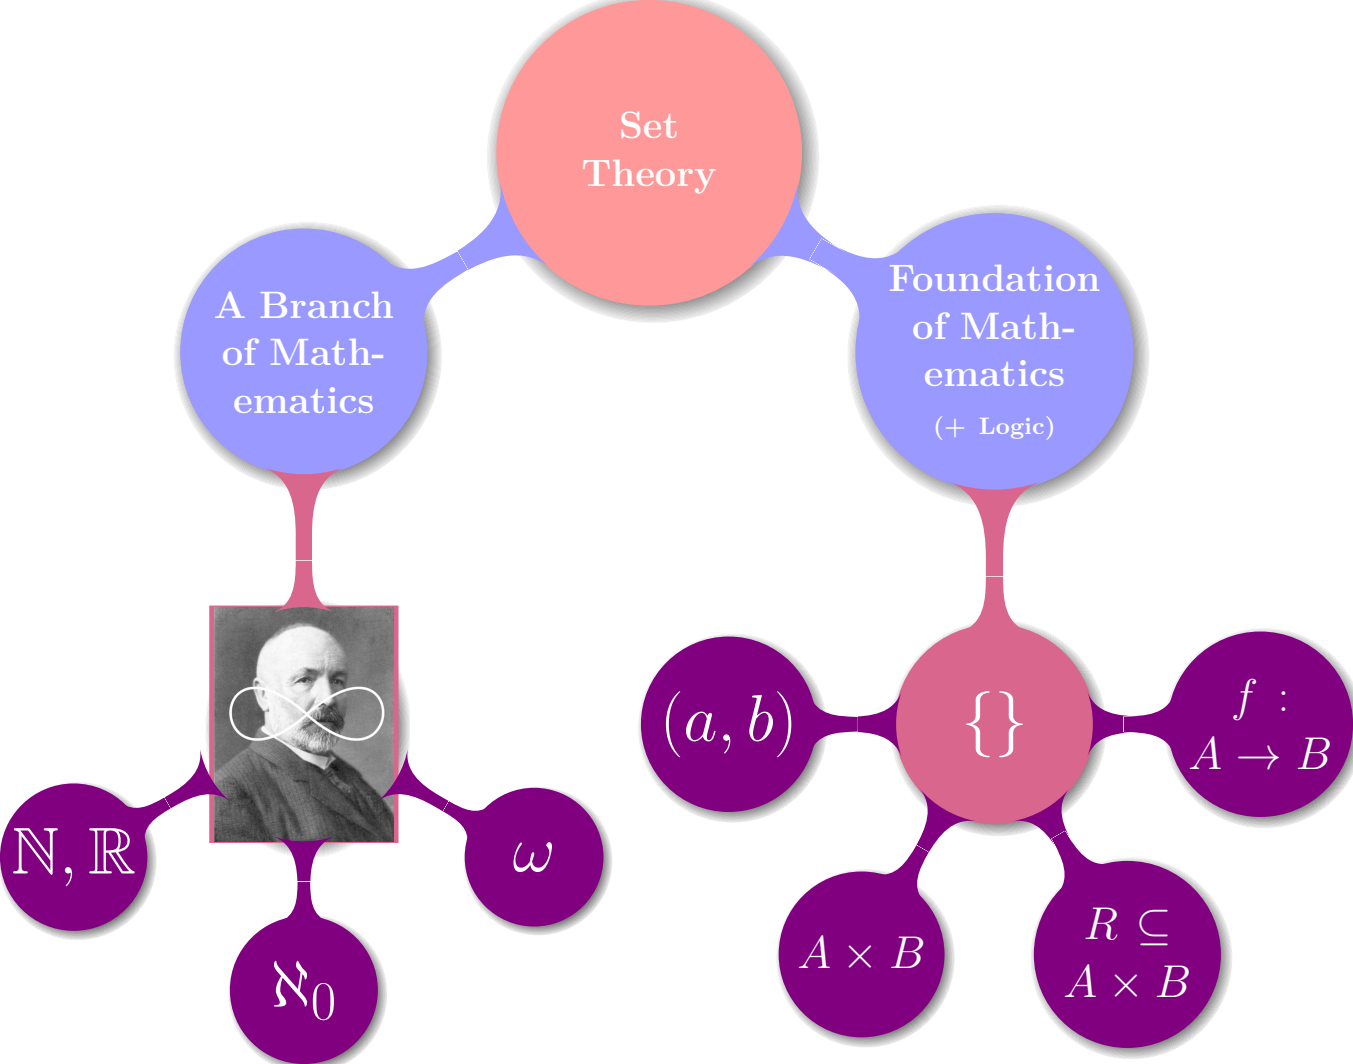 Set
Theory
A Branch
of Math-
ematics
Foundation
of Math-
ematics
(+ Logic)
∞
ℕ, ℝ
ℵ₀
ω
(a, b)
{}
f :
A → B
A × B
R ⊆
A × B